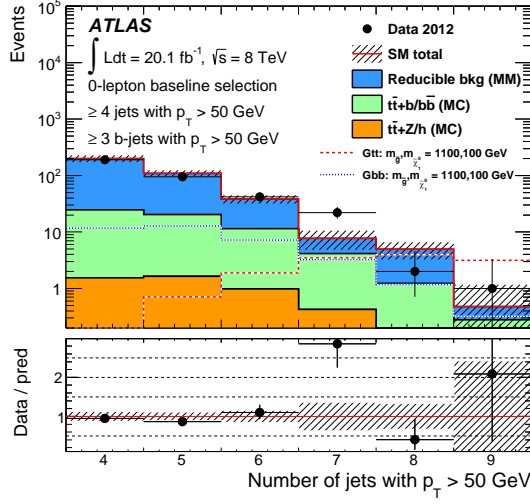 Events
ATLAS
∫ Ldt = 20.1 fb⁻¹, √s = 8 TeV
0-lepton baseline selection
≥ 4 jets with p_T > 50 GeV
≥ 3 b-jets with p_T > 50 GeV
Data 2012
SM total
Reducible bkg (MM)
tt̄+b/bb̄ (MC)
tt̄+Z/h (MC)
Gtt: m_g̃,m_χ̃₁⁰ = 1100,100 GeV
Gbb: m_g̃,m_χ̃₁⁰ = 1100,100 GeV
10⁵
10⁴
10³
10²
10
1
Data / pred
2
1
4 5 6 7 8 9
Number of jets with p_T > 50 GeV